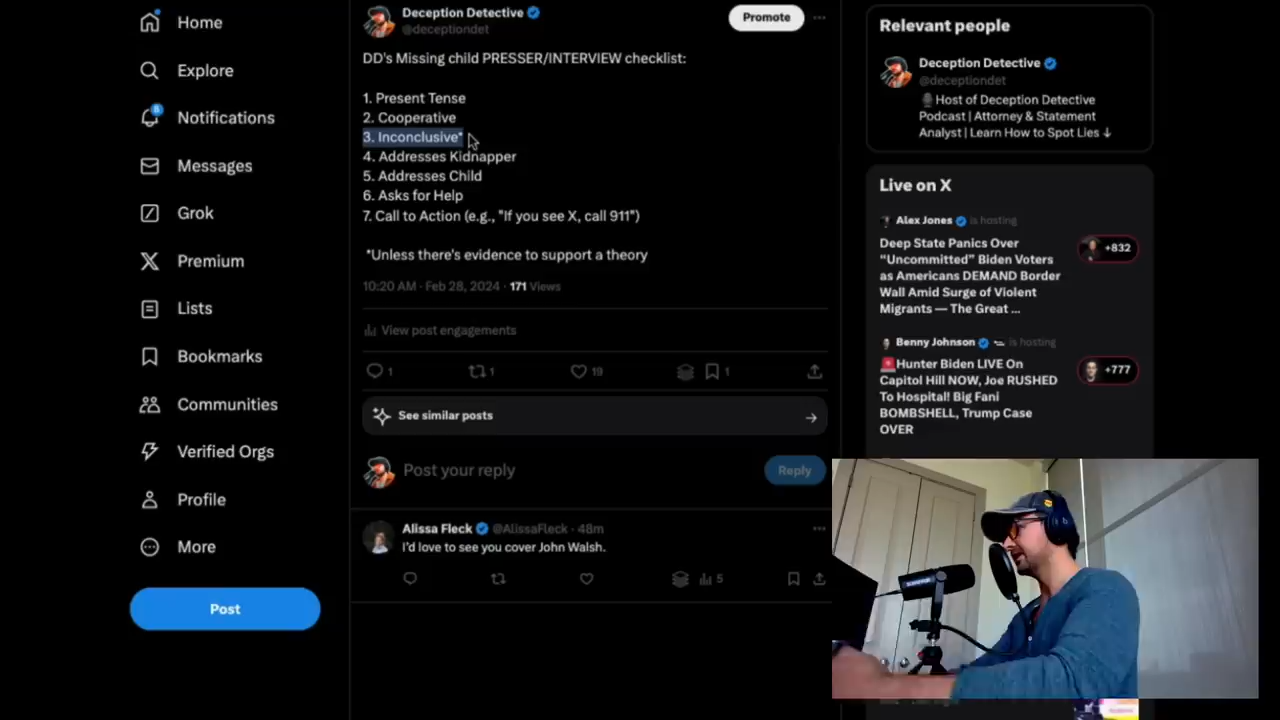 Home
Explore
8
Notifications
Messages
Grok
Premium
Lists
Bookmarks
Communities
Verified Orgs
Profile
More
Post
Deception Detective
@deceptiondet
Promote
DD's Missing child PRESSER/INTERVIEW checklist:
1. Present Tense
2. Cooperative
3. Inconclusive*
4. Addresses Kidnapper
5. Addresses Child
6. Asks for Help
7. Call to Action (e.g., "If you see X, call 911")
*Unless there's evidence to support a theory
10:20 AM · Feb 28, 2024 · 171 Views
View post engagements
1
1
19
1
See similar posts
Post your reply
Reply
Alissa Fleck @AlissaFleck · 48m
I'd love to see you cover John Walsh.
5
Relevant people
Deception Detective
@deceptiondet
Host of Deception Detective
Podcast | Attorney & Statement
Analyst | Learn How to Spot Lies ↓
Live on X
Alex Jones is hosting
Deep State Panics Over
"Uncommitted" Biden Voters
as Americans DEMAND Border
Wall Amid Surge of Violent
Migrants — The Great ...
+832
Benny Johnson is hosting
🚨Hunter Biden LIVE On
Capitol Hill NOW, Joe RUSHED
To Hospital! Big Fani
BOMBSHELL, Trump Case
OVER
+777